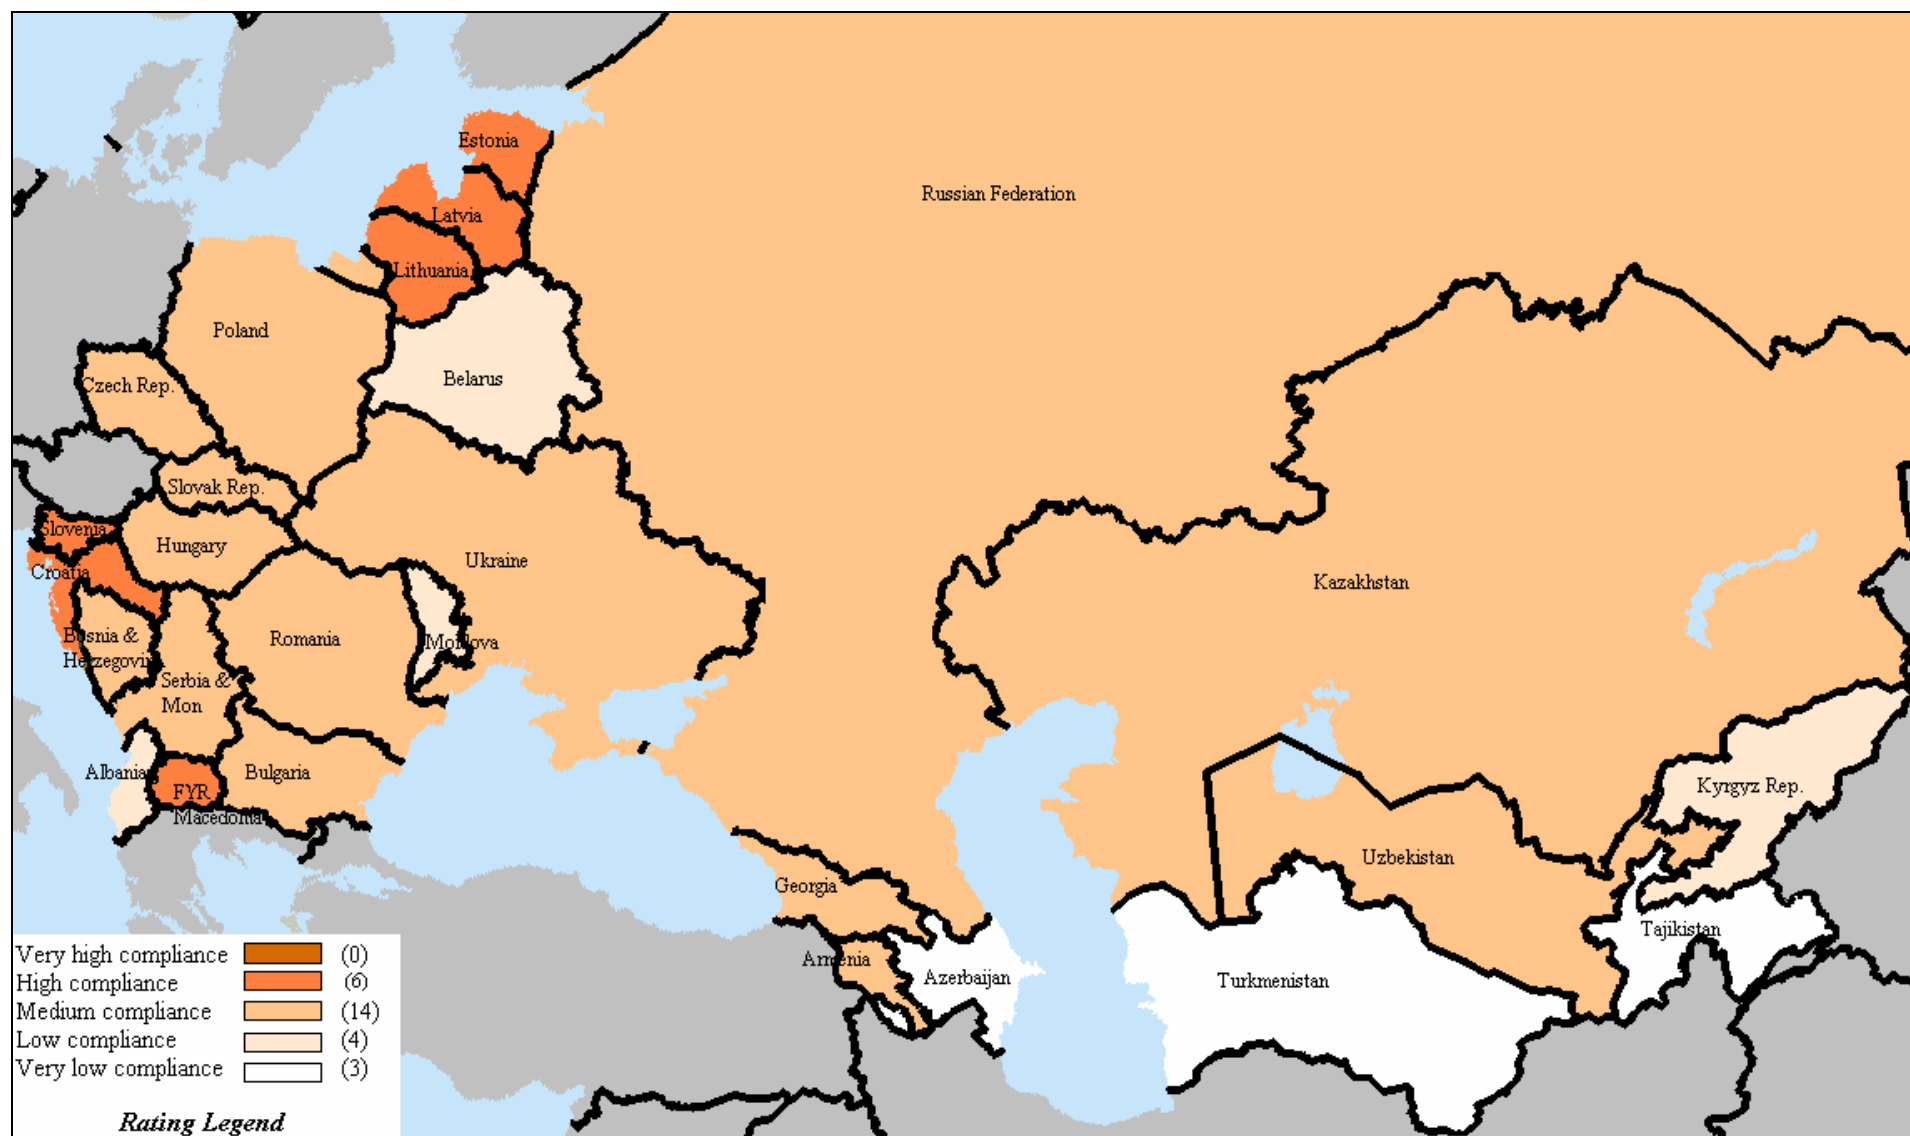 Estonia
Russian Federation
Latvia
Lithuania
Poland
Belarus
Czech Rep.
Slovak Rep.
Slovenia
Hungary
Ukraine
Croatia
Kazakhstan
Bosnia &
Herzegovin
Romania
Moldova
Serbia &
Mon
Albania
Bulgaria
FYR
Macedonia
Kyrgyz Rep.
Uzbekistan
Georgia
Tajikistan
Armenia
Azerbaijan
Turkmenistan
Very high compliance (0)
High compliance (6)
Medium compliance (14)
Low compliance (4)
Very low compliance (3)
Rating Legend